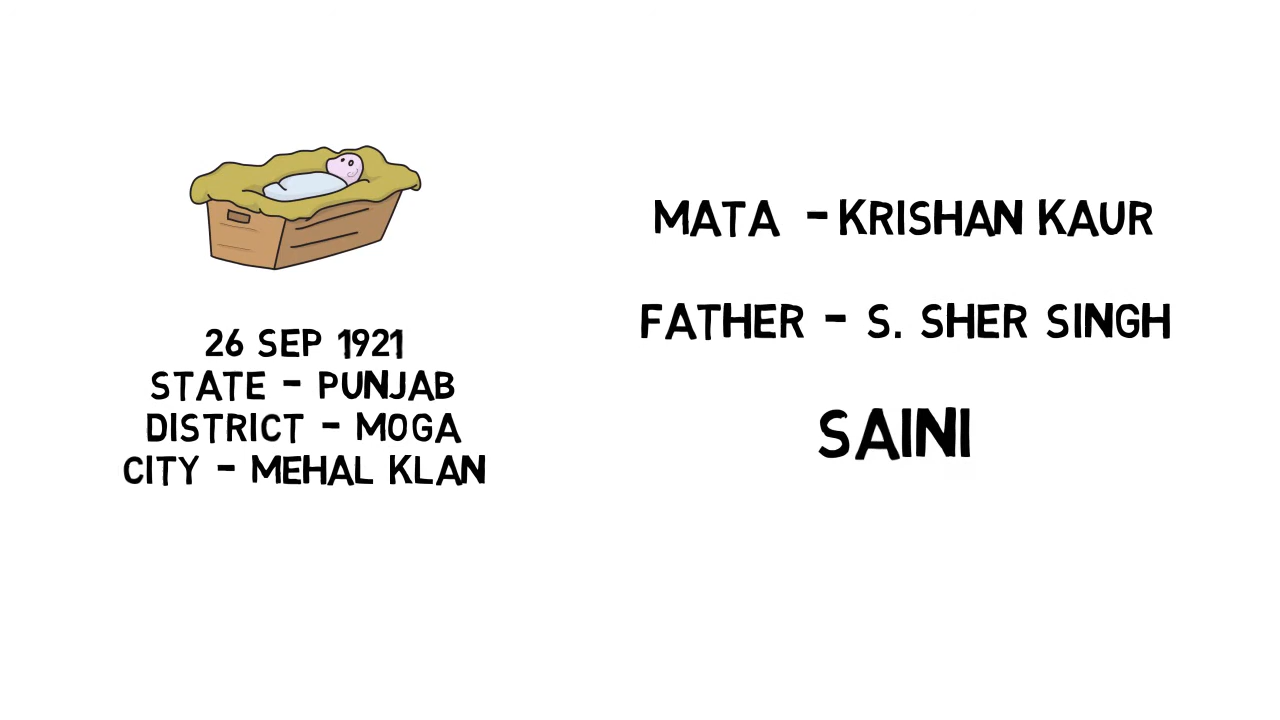 26 SEP 1921
STATE - PUNJAB
DISTRICT - MOGA
CITY - MEHAL KLAN
MATA - KRISHAN KAUR
FATHER - S. SHER SINGH
SAINI